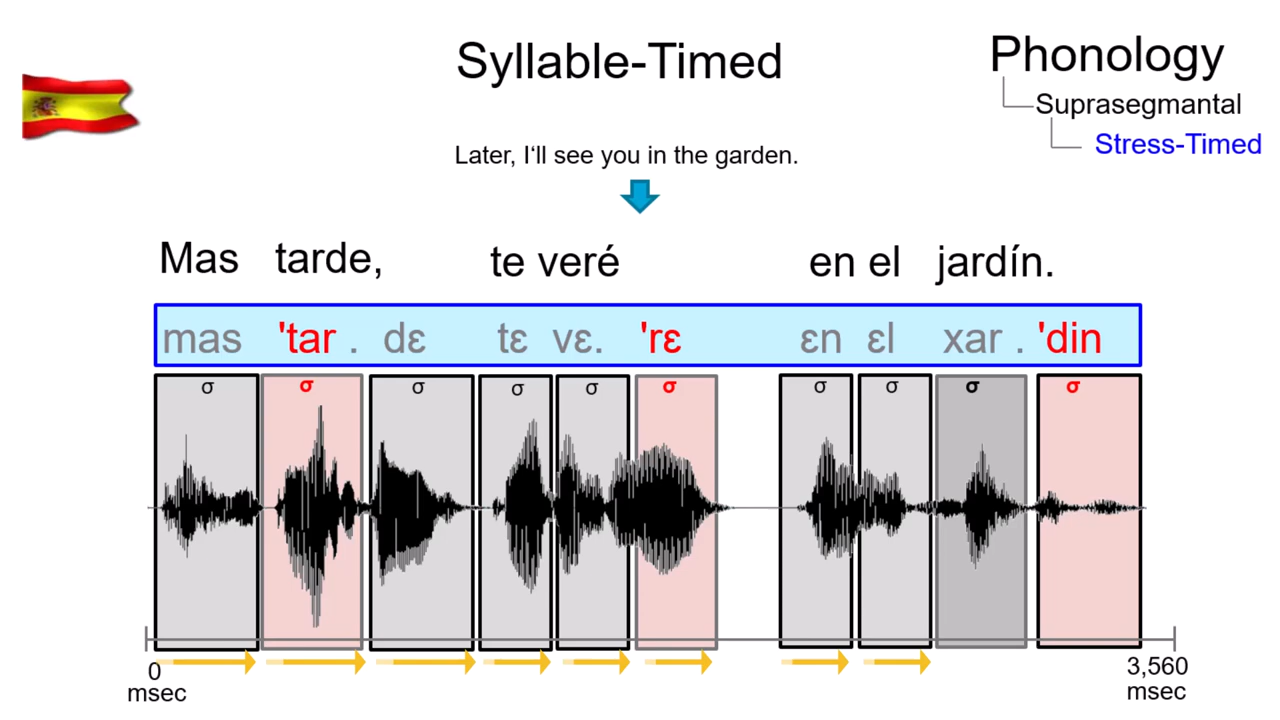 Syllable-Timed
Phonology
Suprasegmantal
Stress-Timed
Later, I'll see you in the garden.
Mas tarde, te veré en el jardín.
mas 'tar . dɛ tɛ vɛ. 'rɛ ɛn ɛl xar . 'din
σ σ σ σ σ σ σ σ σ σ
0 msec
3,560 msec